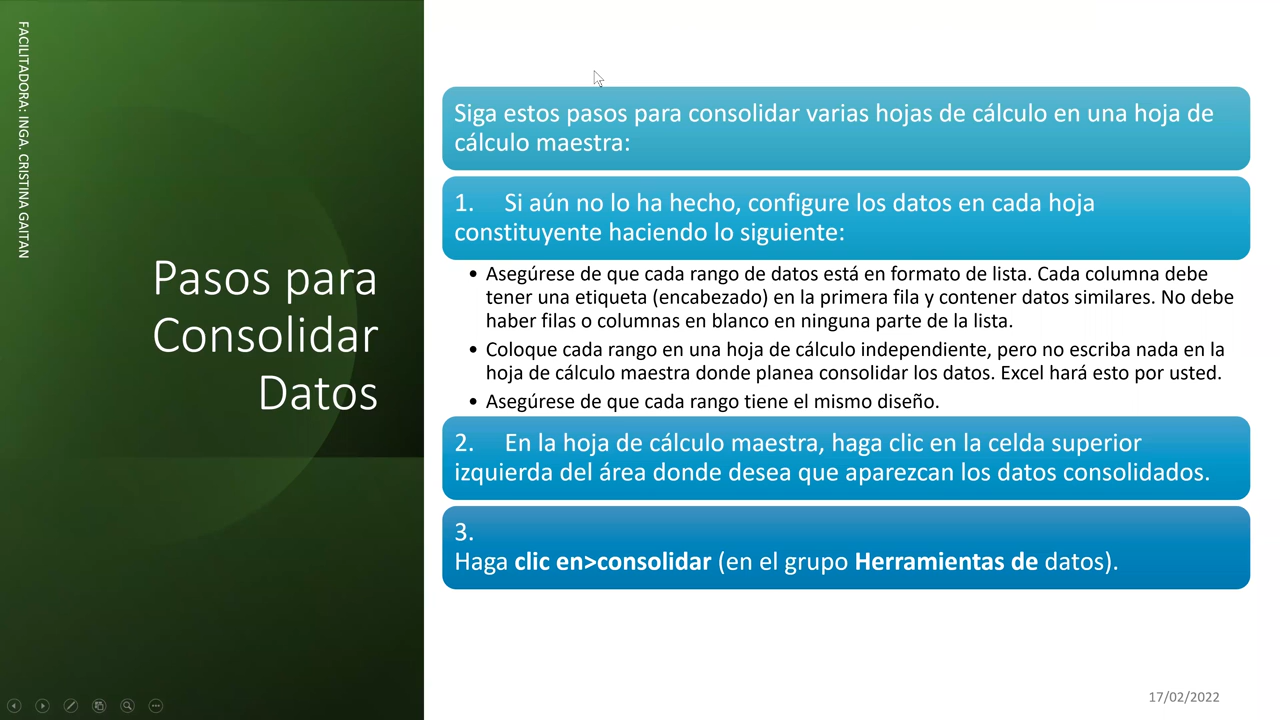 FACILITADORA: INGA. CRISTINA GAITAN
Pasos para
Consolidar
Datos
Siga estos pasos para consolidar varias hojas de cálculo en una hoja de
cálculo maestra:
1. Si aún no lo ha hecho, configure los datos en cada hoja
constituyente haciendo lo siguiente:
• Asegúrese de que cada rango de datos está en formato de lista. Cada columna debe
tener una etiqueta (encabezado) en la primera fila y contener datos similares. No debe
haber filas o columnas en blanco en ninguna parte de la lista.
• Coloque cada rango en una hoja de cálculo independiente, pero no escriba nada en la
hoja de cálculo maestra donde planea consolidar los datos. Excel hará esto por usted.
• Asegúrese de que cada rango tiene el mismo diseño.
2. En la hoja de cálculo maestra, haga clic en la celda superior
izquierda del área donde desea que aparezcan los datos consolidados.
3.
Haga clic en>consolidar (en el grupo Herramientas de datos).
17/02/2022